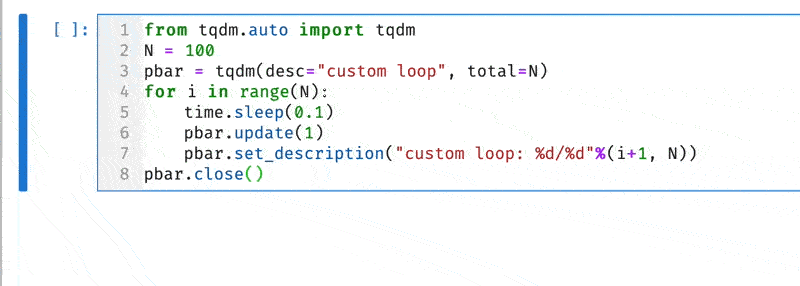 [ ]: 1 from tqdm.auto import tqdm
2 N = 100
3 pbar = tqdm(desc="custom loop", total=N)
4 for i in range(N):
5     time.sleep(0.1)
6     pbar.update(1)
7     pbar.set_description("custom loop: %d/%d"%(i+1, N))
8 pbar.close()